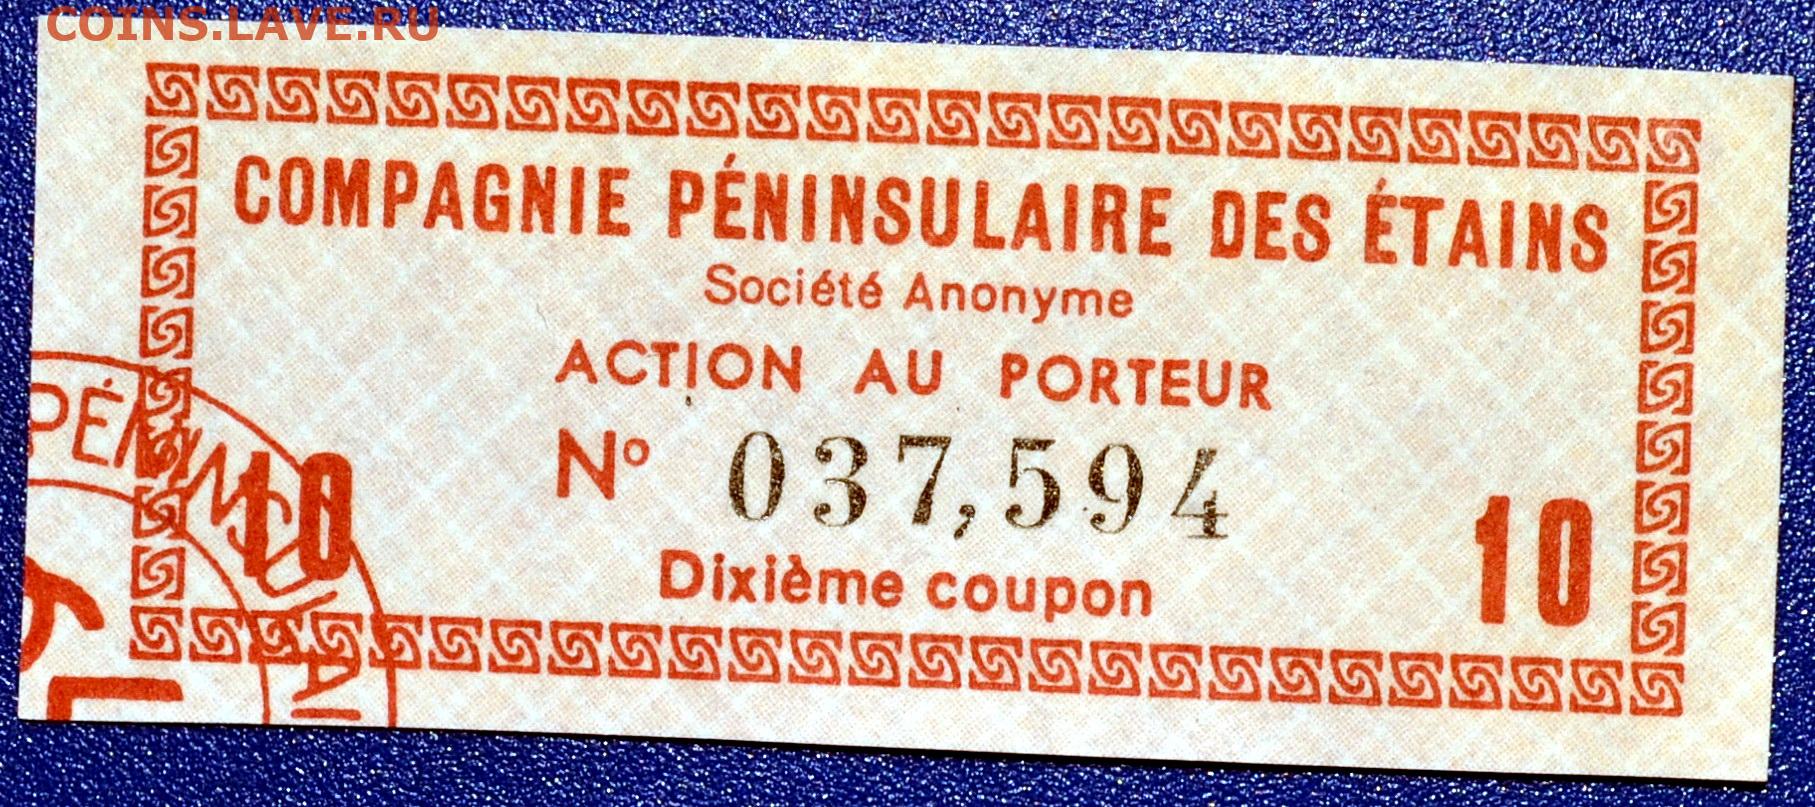 COINS.LAVE.RU
COMPAGNIE PÉNINSULAIRE DES ÉTAINS
Société Anonyme
ACTION AU PORTEUR
Nº 037,594
10
Dixième coupon
10